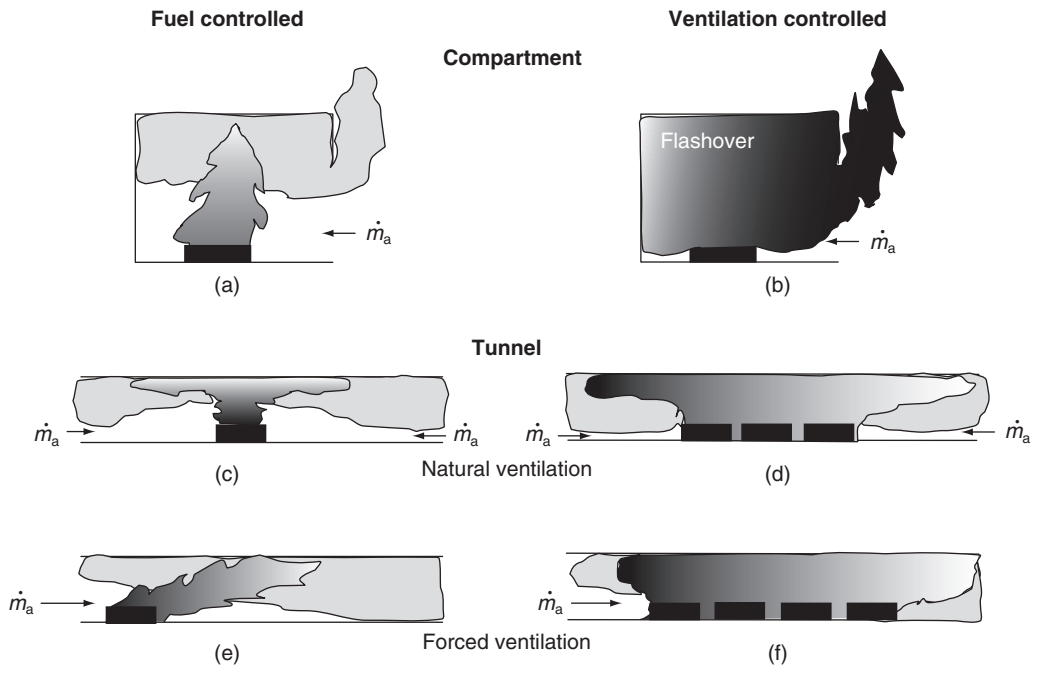 Fuel controlled
Ventilation controlled
Compartment
Flashover
ṁa
ṁa
(a)
(b)
Tunnel
ṁa
ṁa
ṁa
ṁa
(c)
Natural ventilation
(d)
ṁa
ṁa
(e)
Forced ventilation
(f)